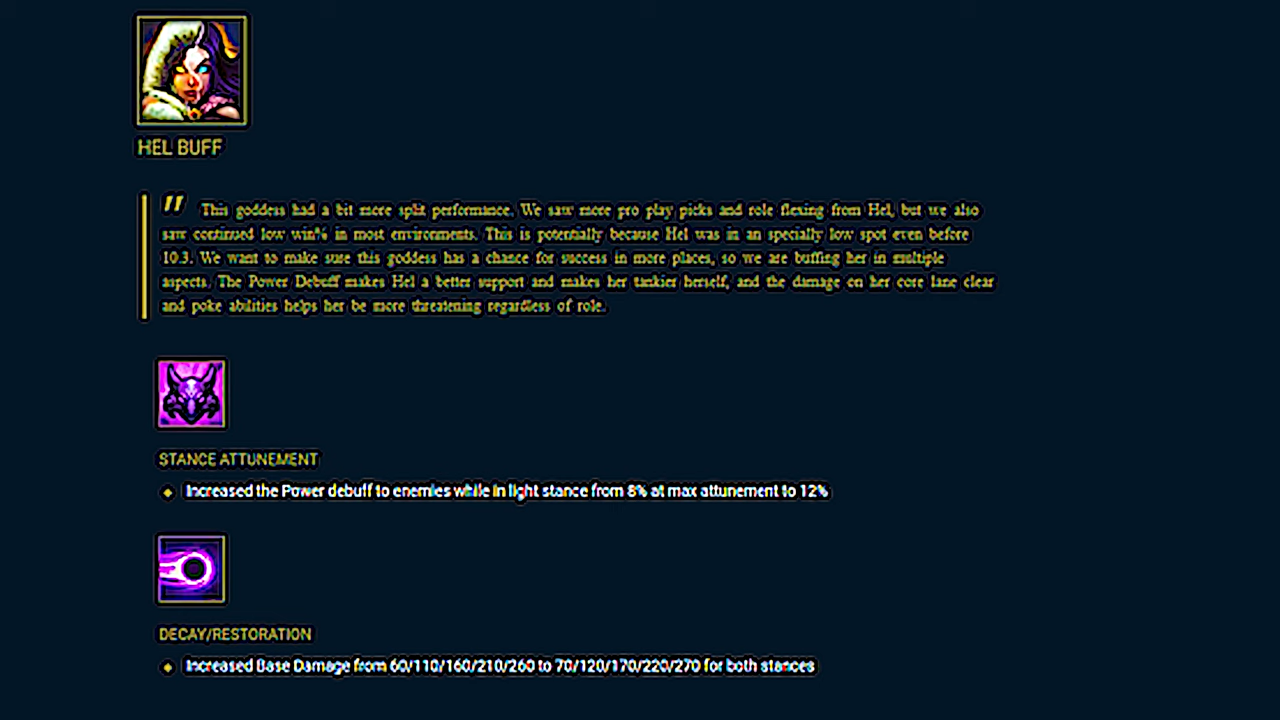 HEL BUFF
" This goddess had a bit more split performance. We saw more pro play picks and role flexing from Hel, but we also
saw continued low win% in most environments. This is potentially because Hel was in an specially low spot even before
10.3. We want to make sure this goddess has a chance for success in more places, so we are buffing her in multiple
aspects. The Power Debuff makes Hel a better support and makes her tankier herself, and the damage on her core lane clear
and poke abilities helps her be more threatening regardless of role.
STANCE ATTUNEMENT
Increased the Power debuff to enemies while in light stance from 8% at max attunement to 12%
DECAY/RESTORATION
Increased Base Damage from 60/110/160/210/260 to 70/120/170/220/270 for both stances